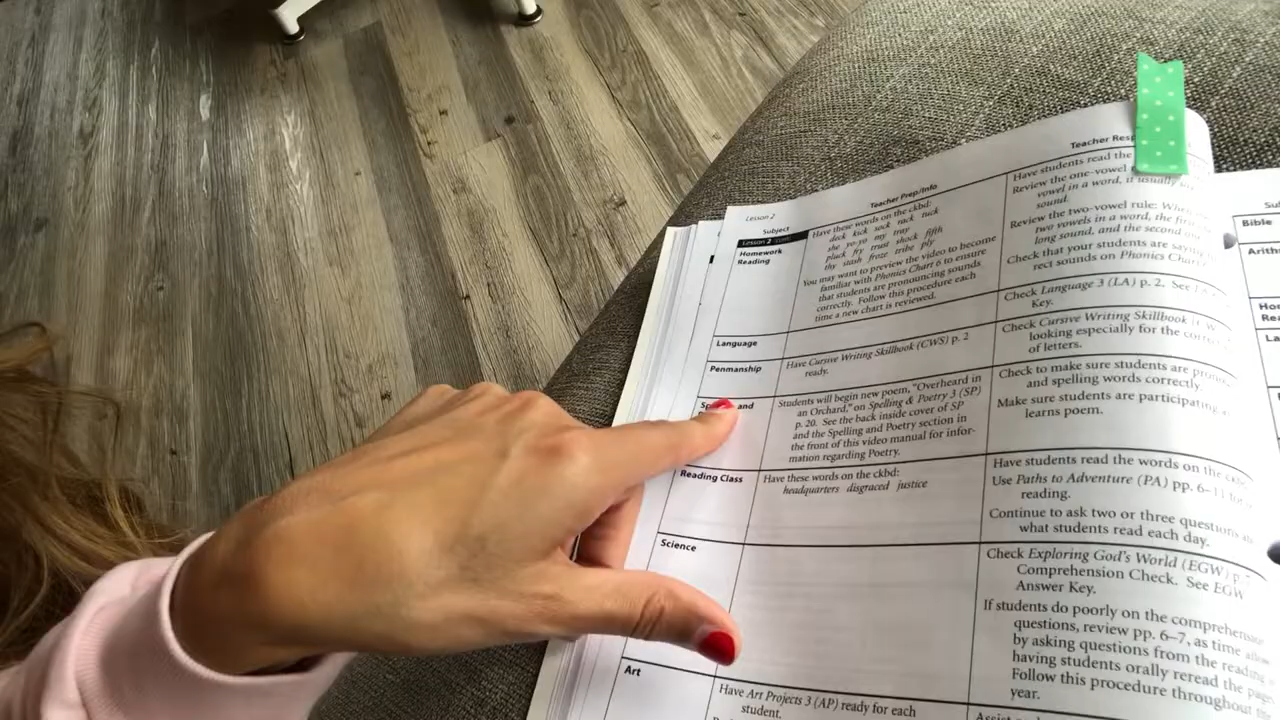 Lesson 2
Subject
Teacher Prep/Info
Teacher
Lesson 2
Homework
Reading
Have these words on the ckbd:
deck kick sock rack tuck
she yo-yo my tray
pluck fry trust shock fifth
thy stash froze tribe ply
You may want to preview the video to become
familiar with Phonics Chart 6 to ensure
that students are pronouncing sounds
correctly. Follow this procedure each
time a new chart is reviewed.
Have students read the
Review the one-vowel
vowel in a word, it usually
sound.
Review the two-vowel rule:
two vowels in a word, the
long sound, and the second
Check that your students are
rect sounds on Phonics
Language
Check Language 3 (LA) p. 2. See
Key.
Penmanship
Have Cursive Writing Skillbook (CWS) p. 2
ready.
Check Cursive Writing Skillbook
looking especially for the
of letters.
and
Students will begin new poem, "Overheard in
an Orchard," on Spelling & Poetry 3 (SP)
p. 20. See the back inside cover of SP
and the Spelling and Poetry section in
the front of this video manual for infor-
mation regarding Poetry.
Check to make sure students are
and spelling words correctly.
Make sure students are participating
learns poem.
Reading Class
Have these words on the ckbd:
headquarters disgraced justice
Have students read the words on the
Use Paths to Adventure (PA) pp.
reading.
Continue to ask two or three questions
what students read each day.
Science
Check Exploring God's World (EGW) p.
Comprehension Check. See EGW
Answer Key.
If students do poorly on the comprehension
questions, review pp. 6–7, as time
by asking questions from the reading
having students orally reread the
Follow this procedure throughout
year.
Art
Have Art Projects 3 (AP) ready for each
student.
Bible